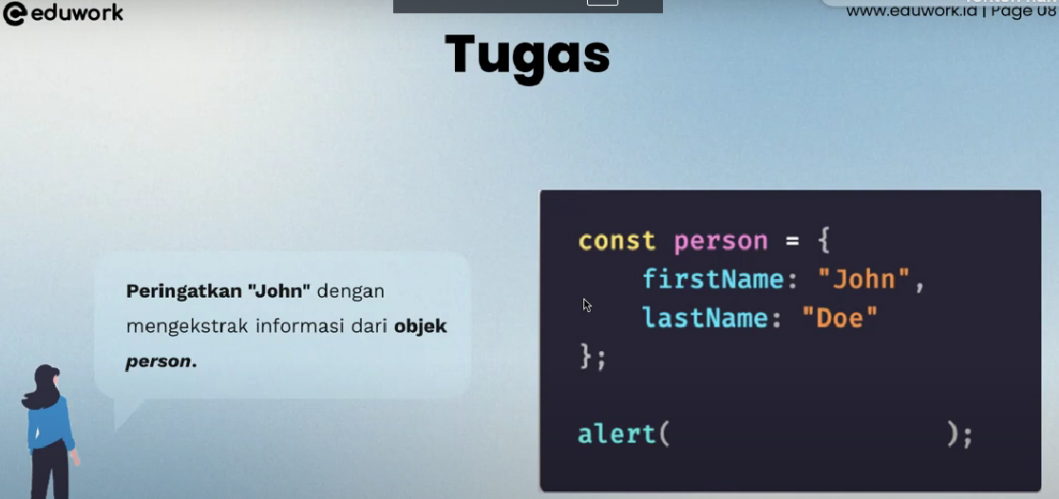 eduwork
www.eduwork.id | Page 08
Tugas
Peringatkan "John" dengan
mengekstrak informasi dari objek
person.
const person = {
firstName: "John",
lastName: "Doe"
};
alert( );